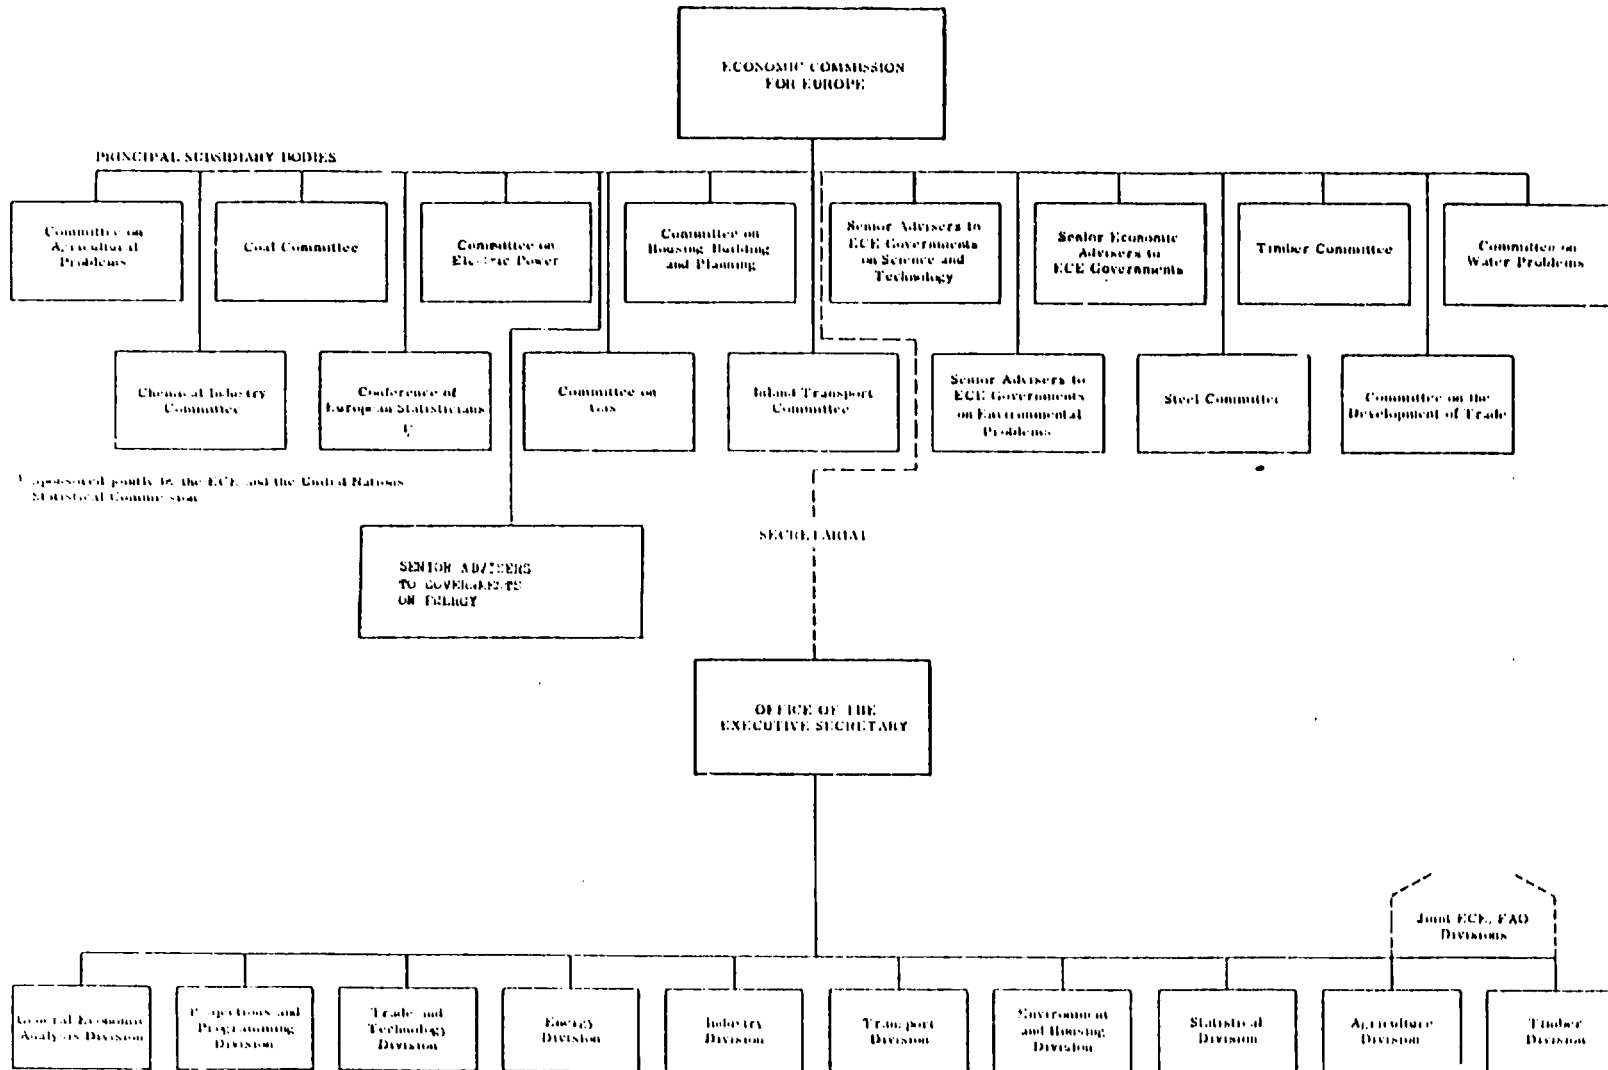 ECONOMIC COMMISSION
FOR EUROPE
PRINCIPAL SUBSIDIARY BODIES
Committee on
Agricultural
Problems
Coal Committee
Committee on
Electric Power
Committee on
Housing Building
and Planning
Senior Advisers to
ECE Governments
on Science and
Technology
Senior Economic
Advisers to
ECE Governments
Timber Committee
Committee on
Water Problems
Chemical Industry
Committee
Conference of
European Statisticians
Committee on
Gas
Inland Transport
Committee
Senior Advisers to
ECE Governments
on Environmental
Problems
Steel Committee
Committee on the
Development of Trade
sponsored jointly by the ECE and the United Nations
Statistical Commission
SECRETARIAT
SENIOR ADVISERS
TO GOVERNMENTS
ON ENERGY
OFFICE OF THE
EXECUTIVE SECRETARY
Joint ECE/FAO
Divisions
General Economic
Analysis Division
Projections and
Programming
Division
Trade and
Technology
Division
Energy
Division
Industry
Division
Transport
Division
Environment
and Housing
Division
Statistical
Division
Agriculture
Division
Timber
Division